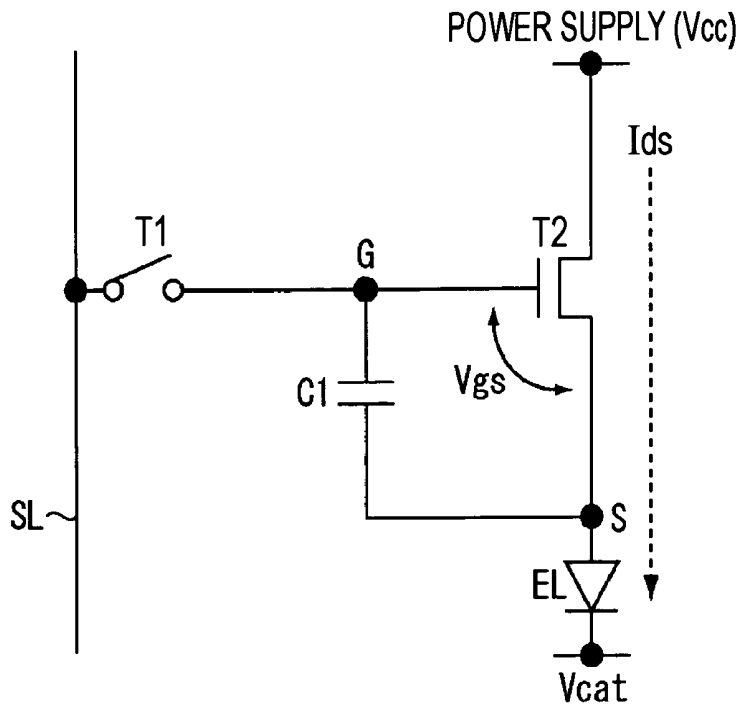 POWER SUPPLY (Vcc)
Ids
T1
G
T2
C1
Vgs
SL
S
EL
Vcat